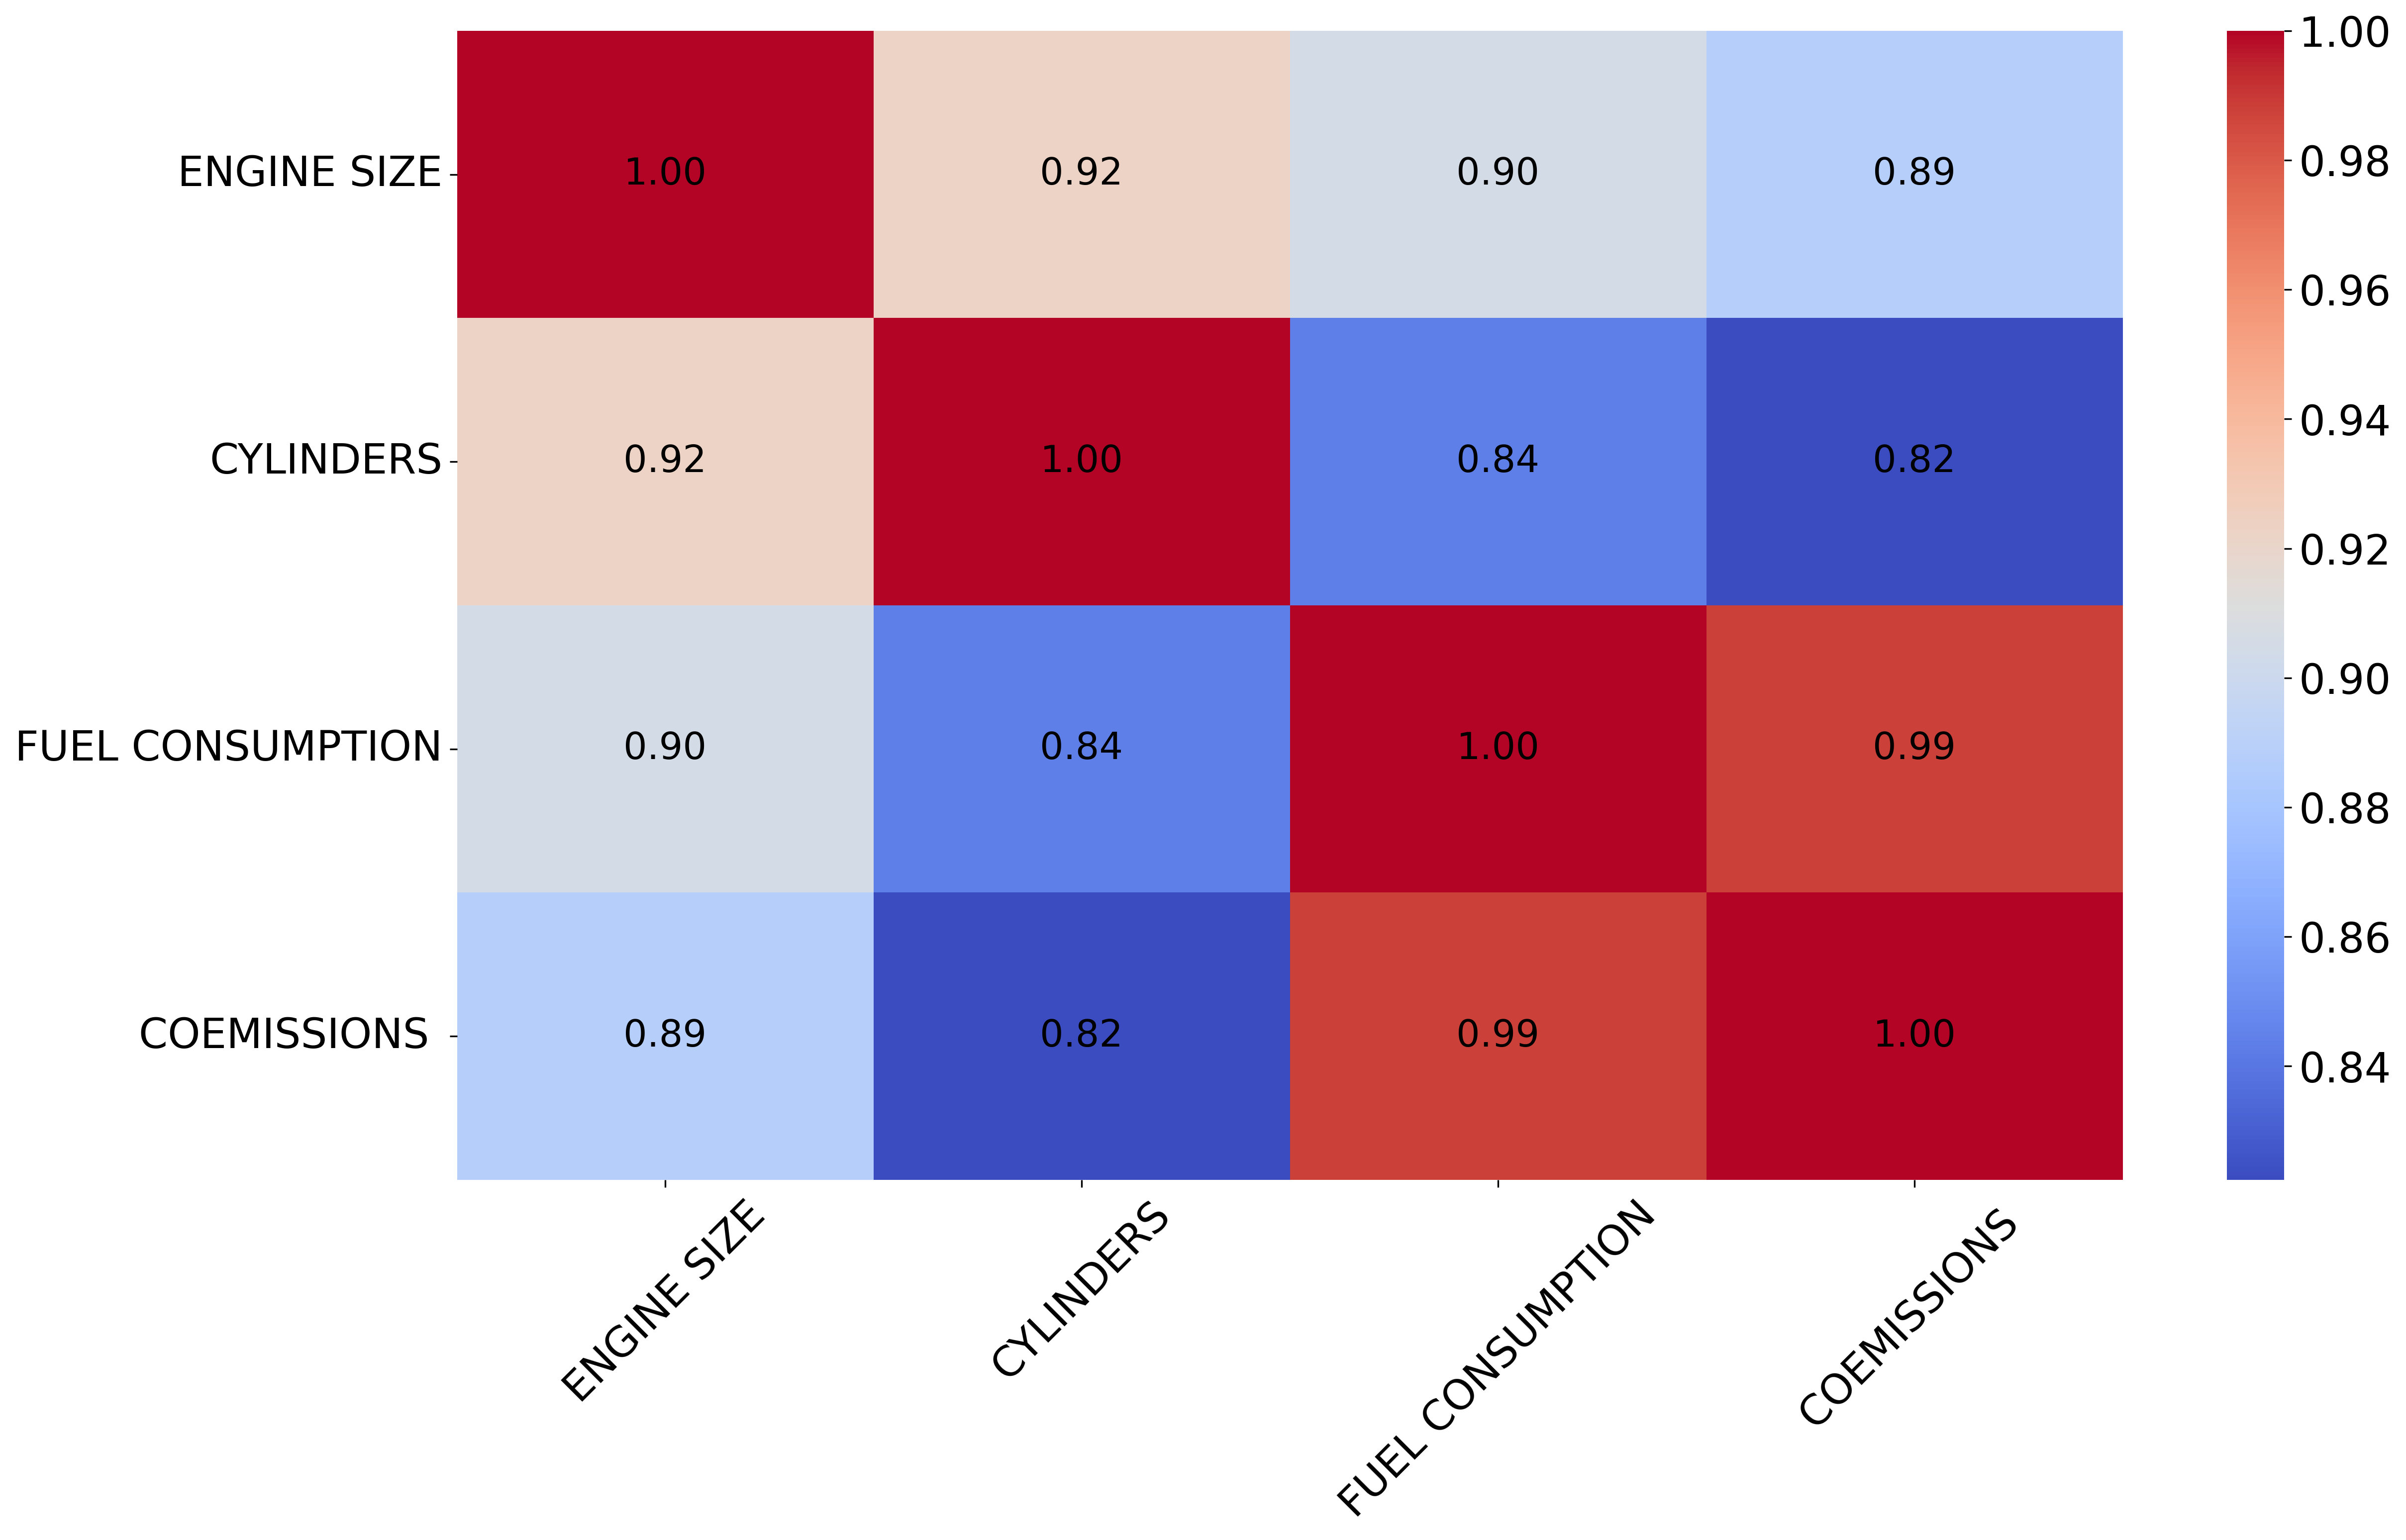 ENGINE SIZE 1.00 0.92 0.90 0.89
CYLINDERS 0.92 1.00 0.84 0.82
FUEL CONSUMPTION 0.90 0.84 1.00 0.99
COEMISSIONS 0.89 0.82 0.99 1.00
ENGINE SIZE
CYLINDERS
FUEL CONSUMPTION
COEMISSIONS
1.00
0.98
0.96
0.94
0.92
0.90
0.88
0.86
0.84